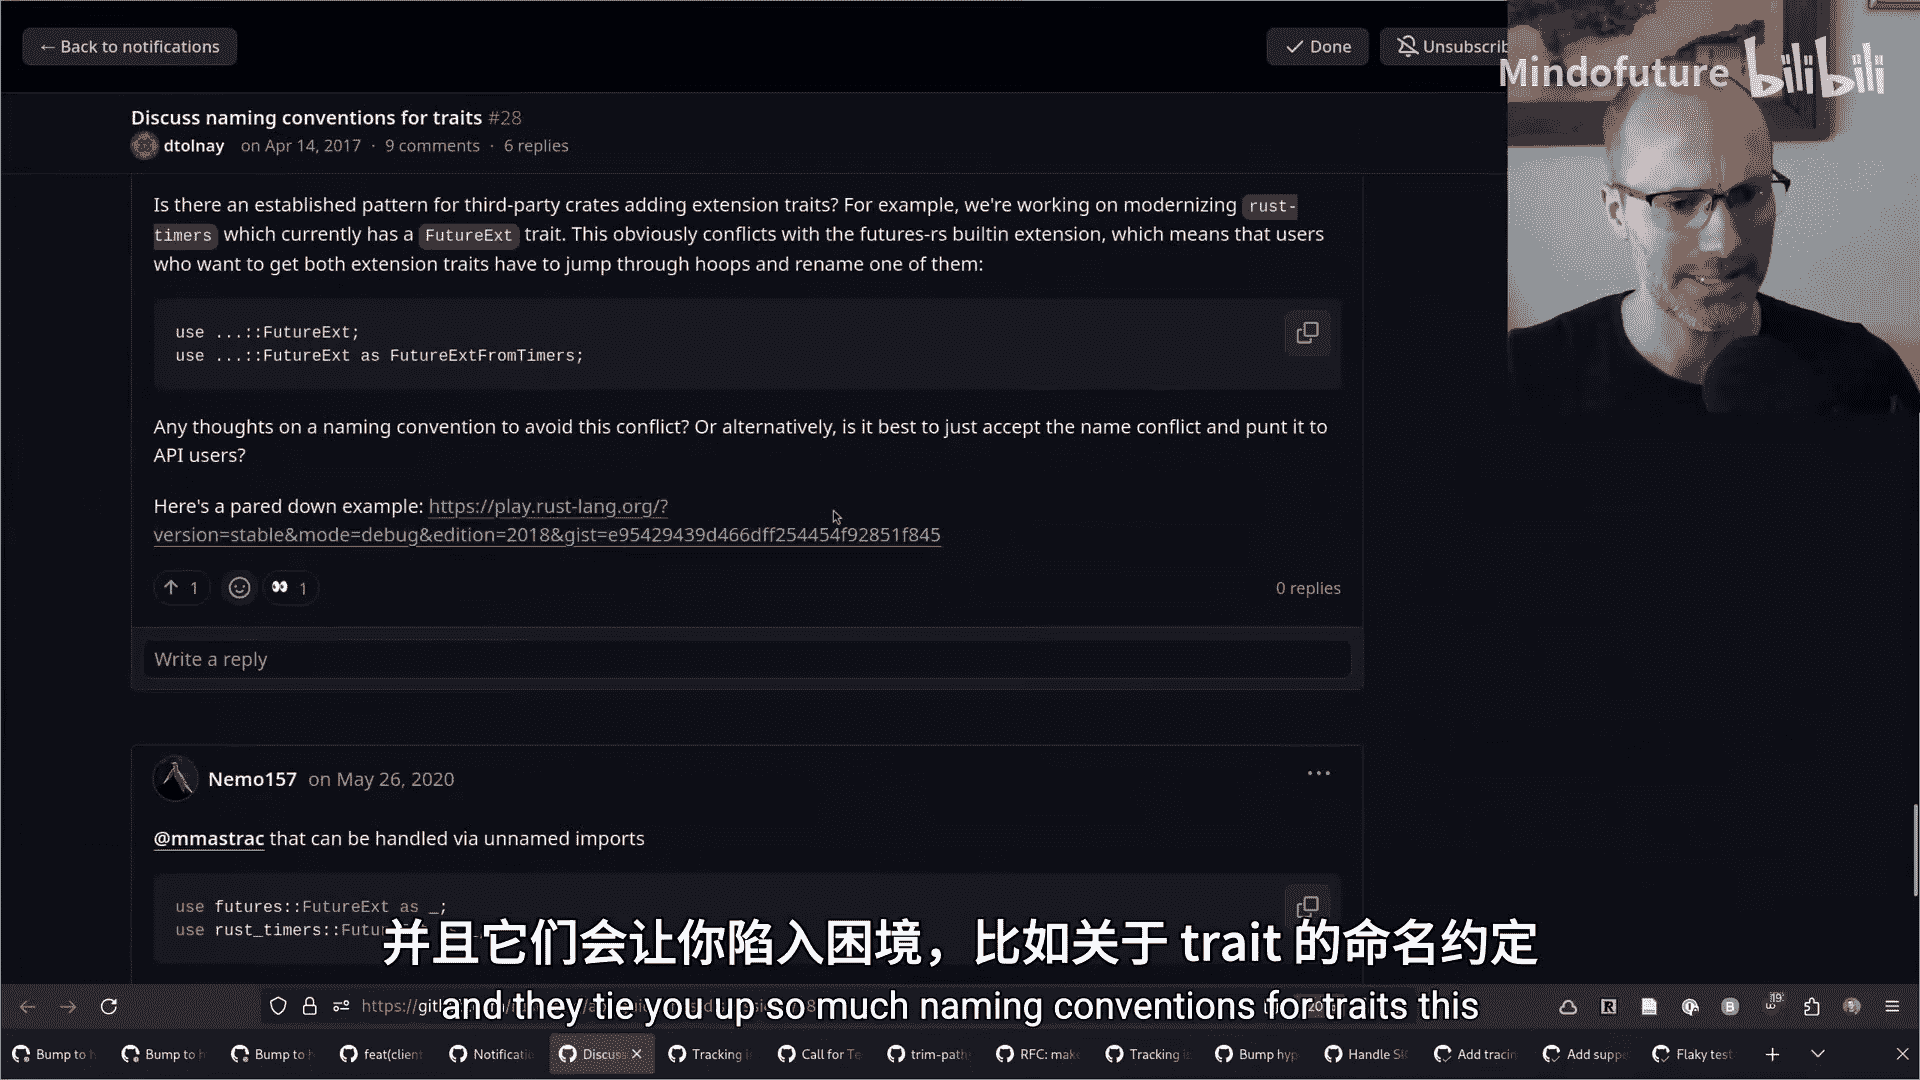 ← Back to notifications
Done
Unsubscrib
Mindofuture bilibili
Discuss naming conventions for traits #28
dtolnay on Apr 14, 2017 · 9 comments · 6 replies
Is there an established pattern for third-party crates adding extension traits? For example, we're working on modernizing rust-
timers which currently has a FutureExt trait. This obviously conflicts with the futures-rs builtin extension, which means that users
who want to get both extension traits have to jump through hoops and rename one of them:
use ...::FutureExt;
use ...::FutureExt as FutureExtFromTimers;
Any thoughts on a naming convention to avoid this conflict? Or alternatively, is it best to just accept the name conflict and punt it to
API users?
Here's a pared down example: https://play.rust-lang.org/?
version=stable&mode=debug&edition=2018&gist=e95429439d466dff254454f92851f845
1
1
0 replies
Write a reply
Nemo157 on May 26, 2020
@mmastrac that can be handled via unnamed imports
use futures::FutureExt as _;
use rust_timers::Futu
并且它们会让你陷入困境，比如关于 trait 的命名约定
https://git
and they tie you up so much naming conventions for traits this
Bump to h
Bump to h
Bump to h
feat(client
Notificati
Discuss
Tracking i
Call for Te
trim-path
RFC: mak
Tracking i
Bump hyp
Handle S
Add tracin
Add supp
Flaky test